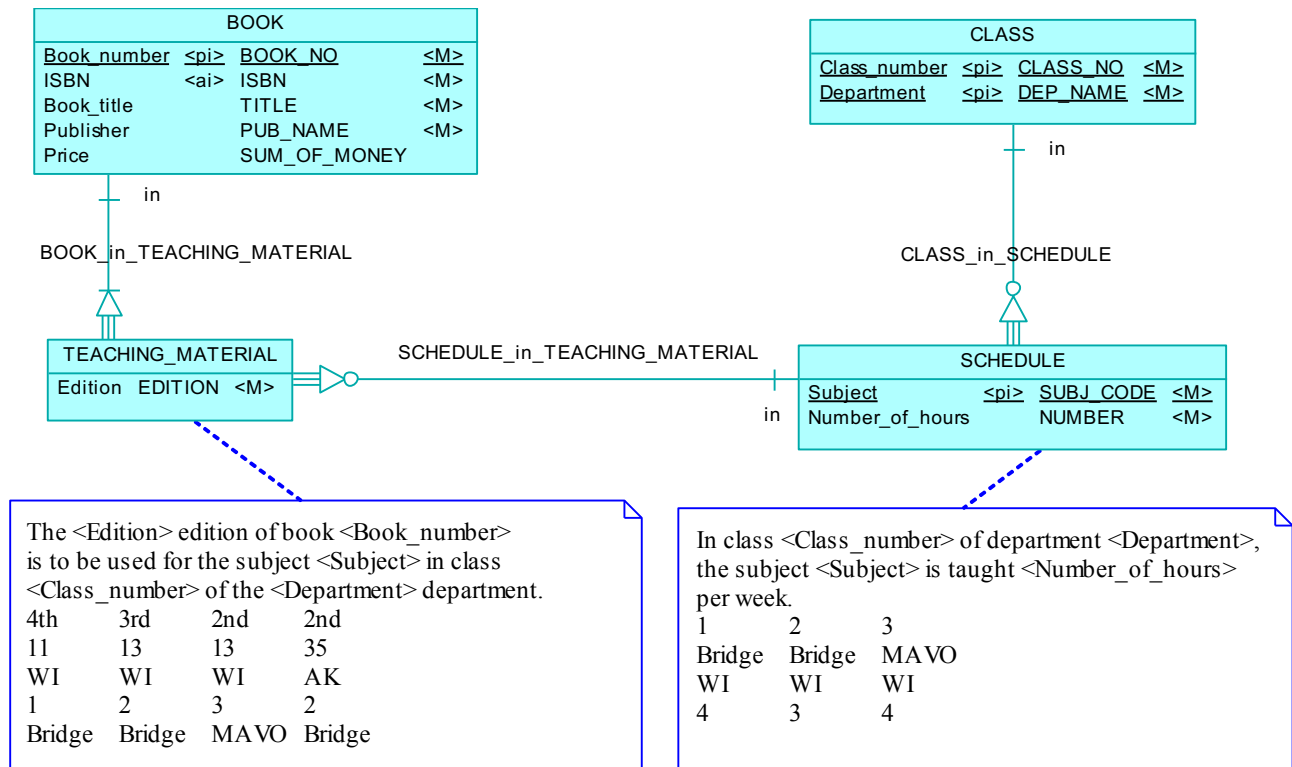 BOOK
Book_number <pi> BOOK_NO <M>
ISBN <ai> ISBN <M>
Book_title TITLE <M>
Publisher PUB_NAME <M>
Price SUM_OF_MONEY
CLASS
Class_number <pi> CLASS_NO <M>
Department <pi> DEP_NAME <M>
in
in
BOOK_in_TEACHING_MATERIAL
CLASS_in_SCHEDULE
TEACHING_MATERIAL
Edition EDITION <M>
SCHEDULE_in_TEACHING_MATERIAL
in
SCHEDULE
Subject <pi> SUBJ_CODE <M>
Number_of_hours NUMBER <M>
The <Edition> edition of book <Book_number>
is to be used for the subject <Subject> in class
<Class_number> of the <Department> department.
4th 3rd 2nd 2nd
11 13 13 35
WI WI WI AK
1 2 3 2
Bridge Bridge MAVO Bridge
In class <Class_number> of department <Department>,
the subject <Subject> is taught <Number_of_hours>
per week.
1 2 3
Bridge Bridge MAVO
WI WI WI
4 3 4